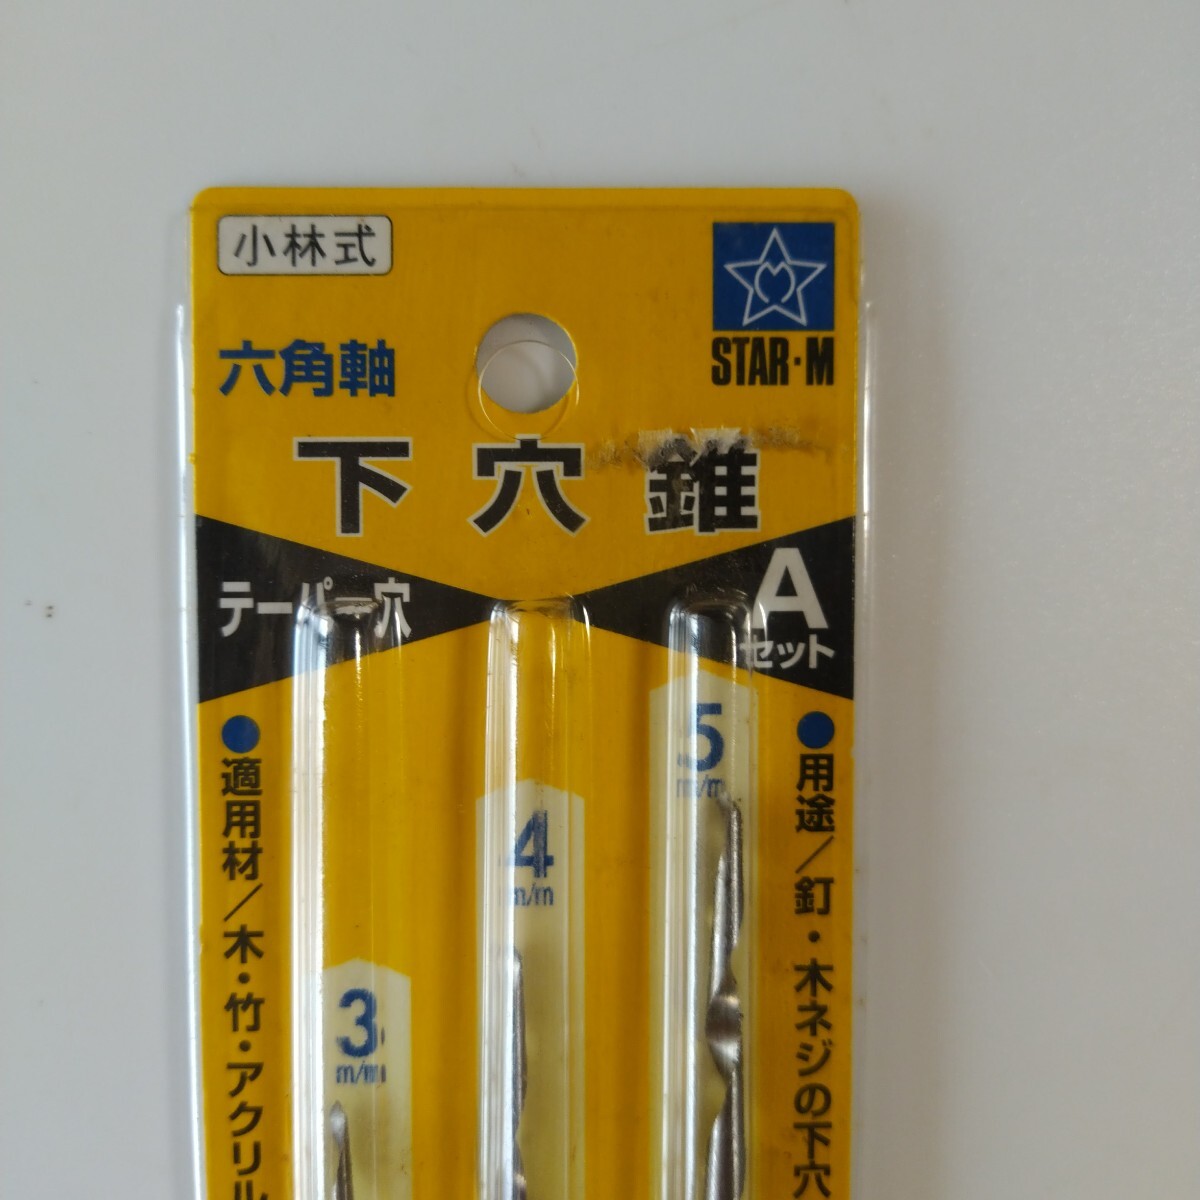 小林式
STAR・M
六角軸
下穴錐
テーパー穴
Aセット
●適用材/木・竹・アクリル
●用途/釘・木ネジの下穴
5
m/m
4
m/m
3
m/m